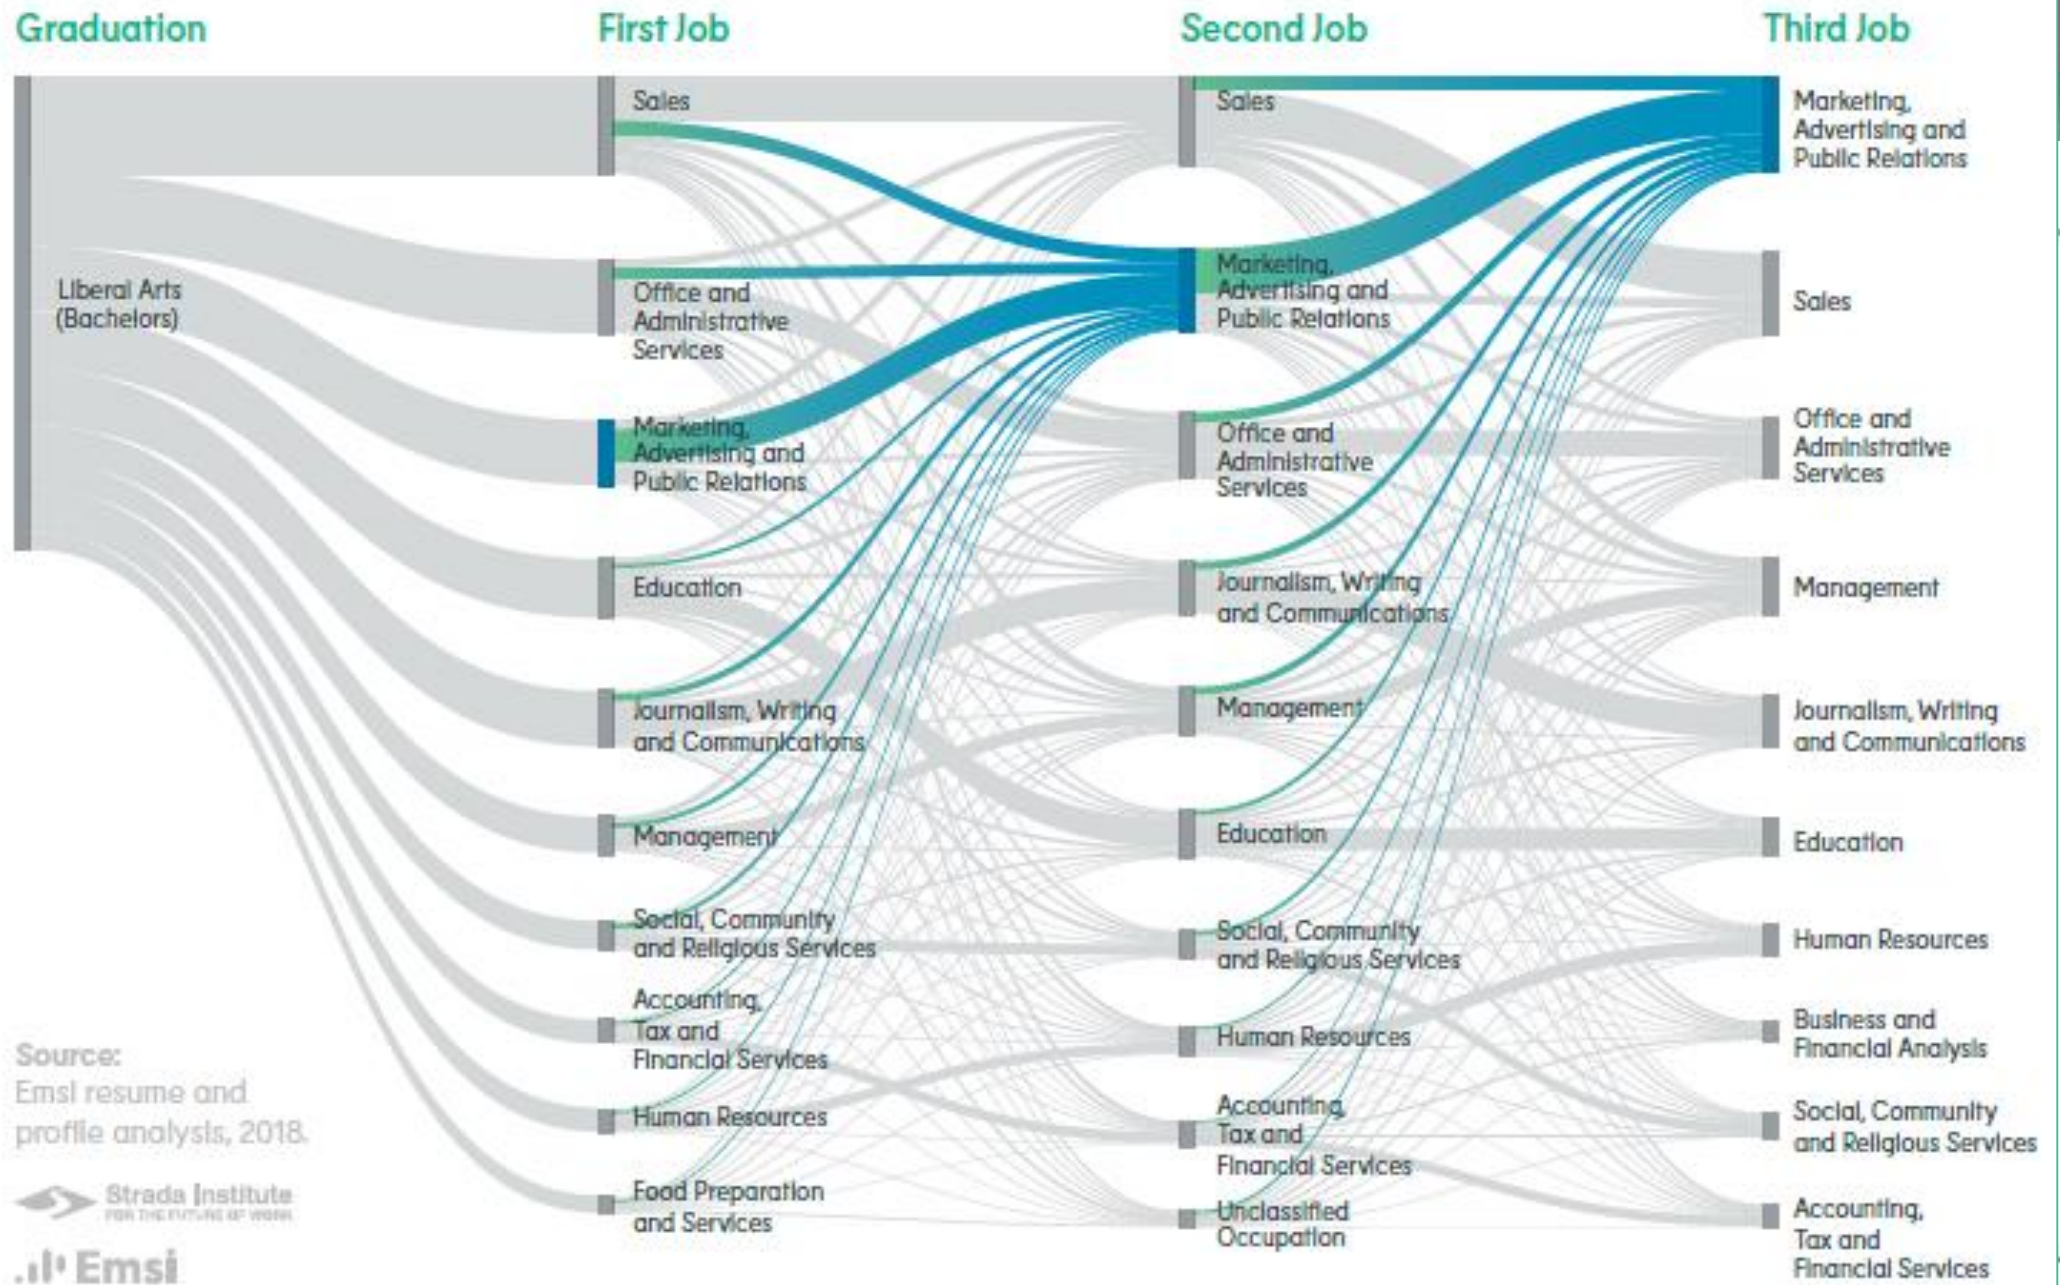 Graduation
First Job
Second Job
Third Job
Liberal Arts
(Bachelors)
Sales
Office and
Administrative
Services
Marketing,
Advertising and
Public Relations
Education
Journalism, Writing
and Communications
Management
Social, Community
and Religious Services
Accounting,
Tax and
Financial Services
Human Resources
Food Preparation
and Services
Sales
Marketing,
Advertising and
Public Relations
Office and
Administrative
Services
Journalism, Writing
and Communications
Management
Education
Social, Community
and Religious Services
Human Resources
Accounting,
Tax and
Financial Services
Unclassified
Occupation
Marketing,
Advertising and
Public Relations
Sales
Office and
Administrative
Services
Management
Journalism, Writing
and Communications
Education
Human Resources
Business and
Financial Analysis
Social, Community
and Religious Services
Accounting,
Tax and
Financial Services
Source:
Emsi resume and
profile analysis, 2018.
Strada Institute
FOR THE FUTURE OF WORK
Emsi